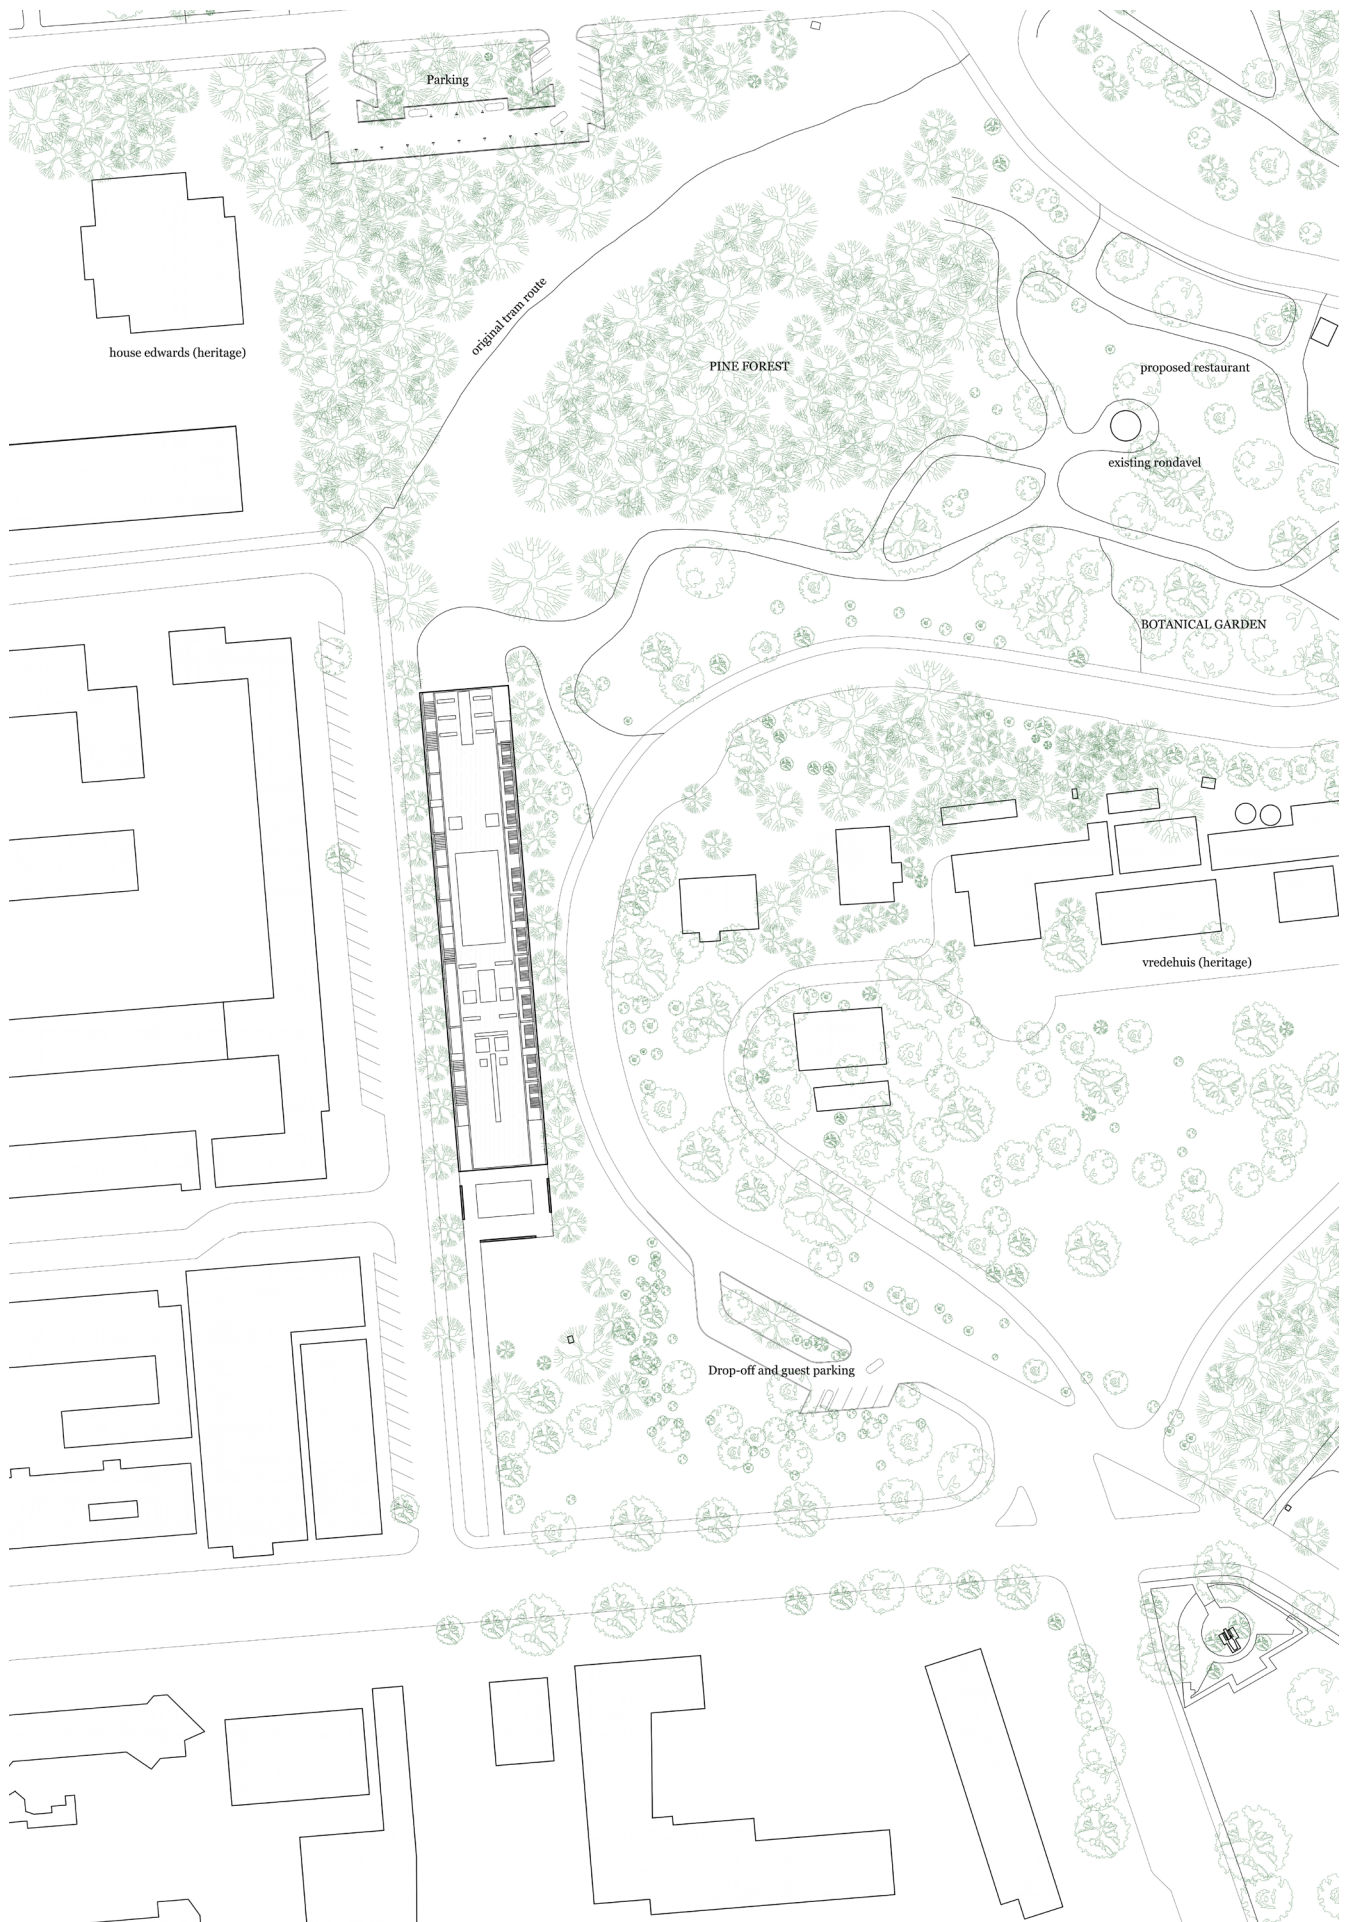 Parking
original tram route
house edwards (heritage)
PINE FOREST
proposed restaurant
existing rondavel
BOTANICAL GARDEN
vredehuis (heritage)
Drop-off and guest parking